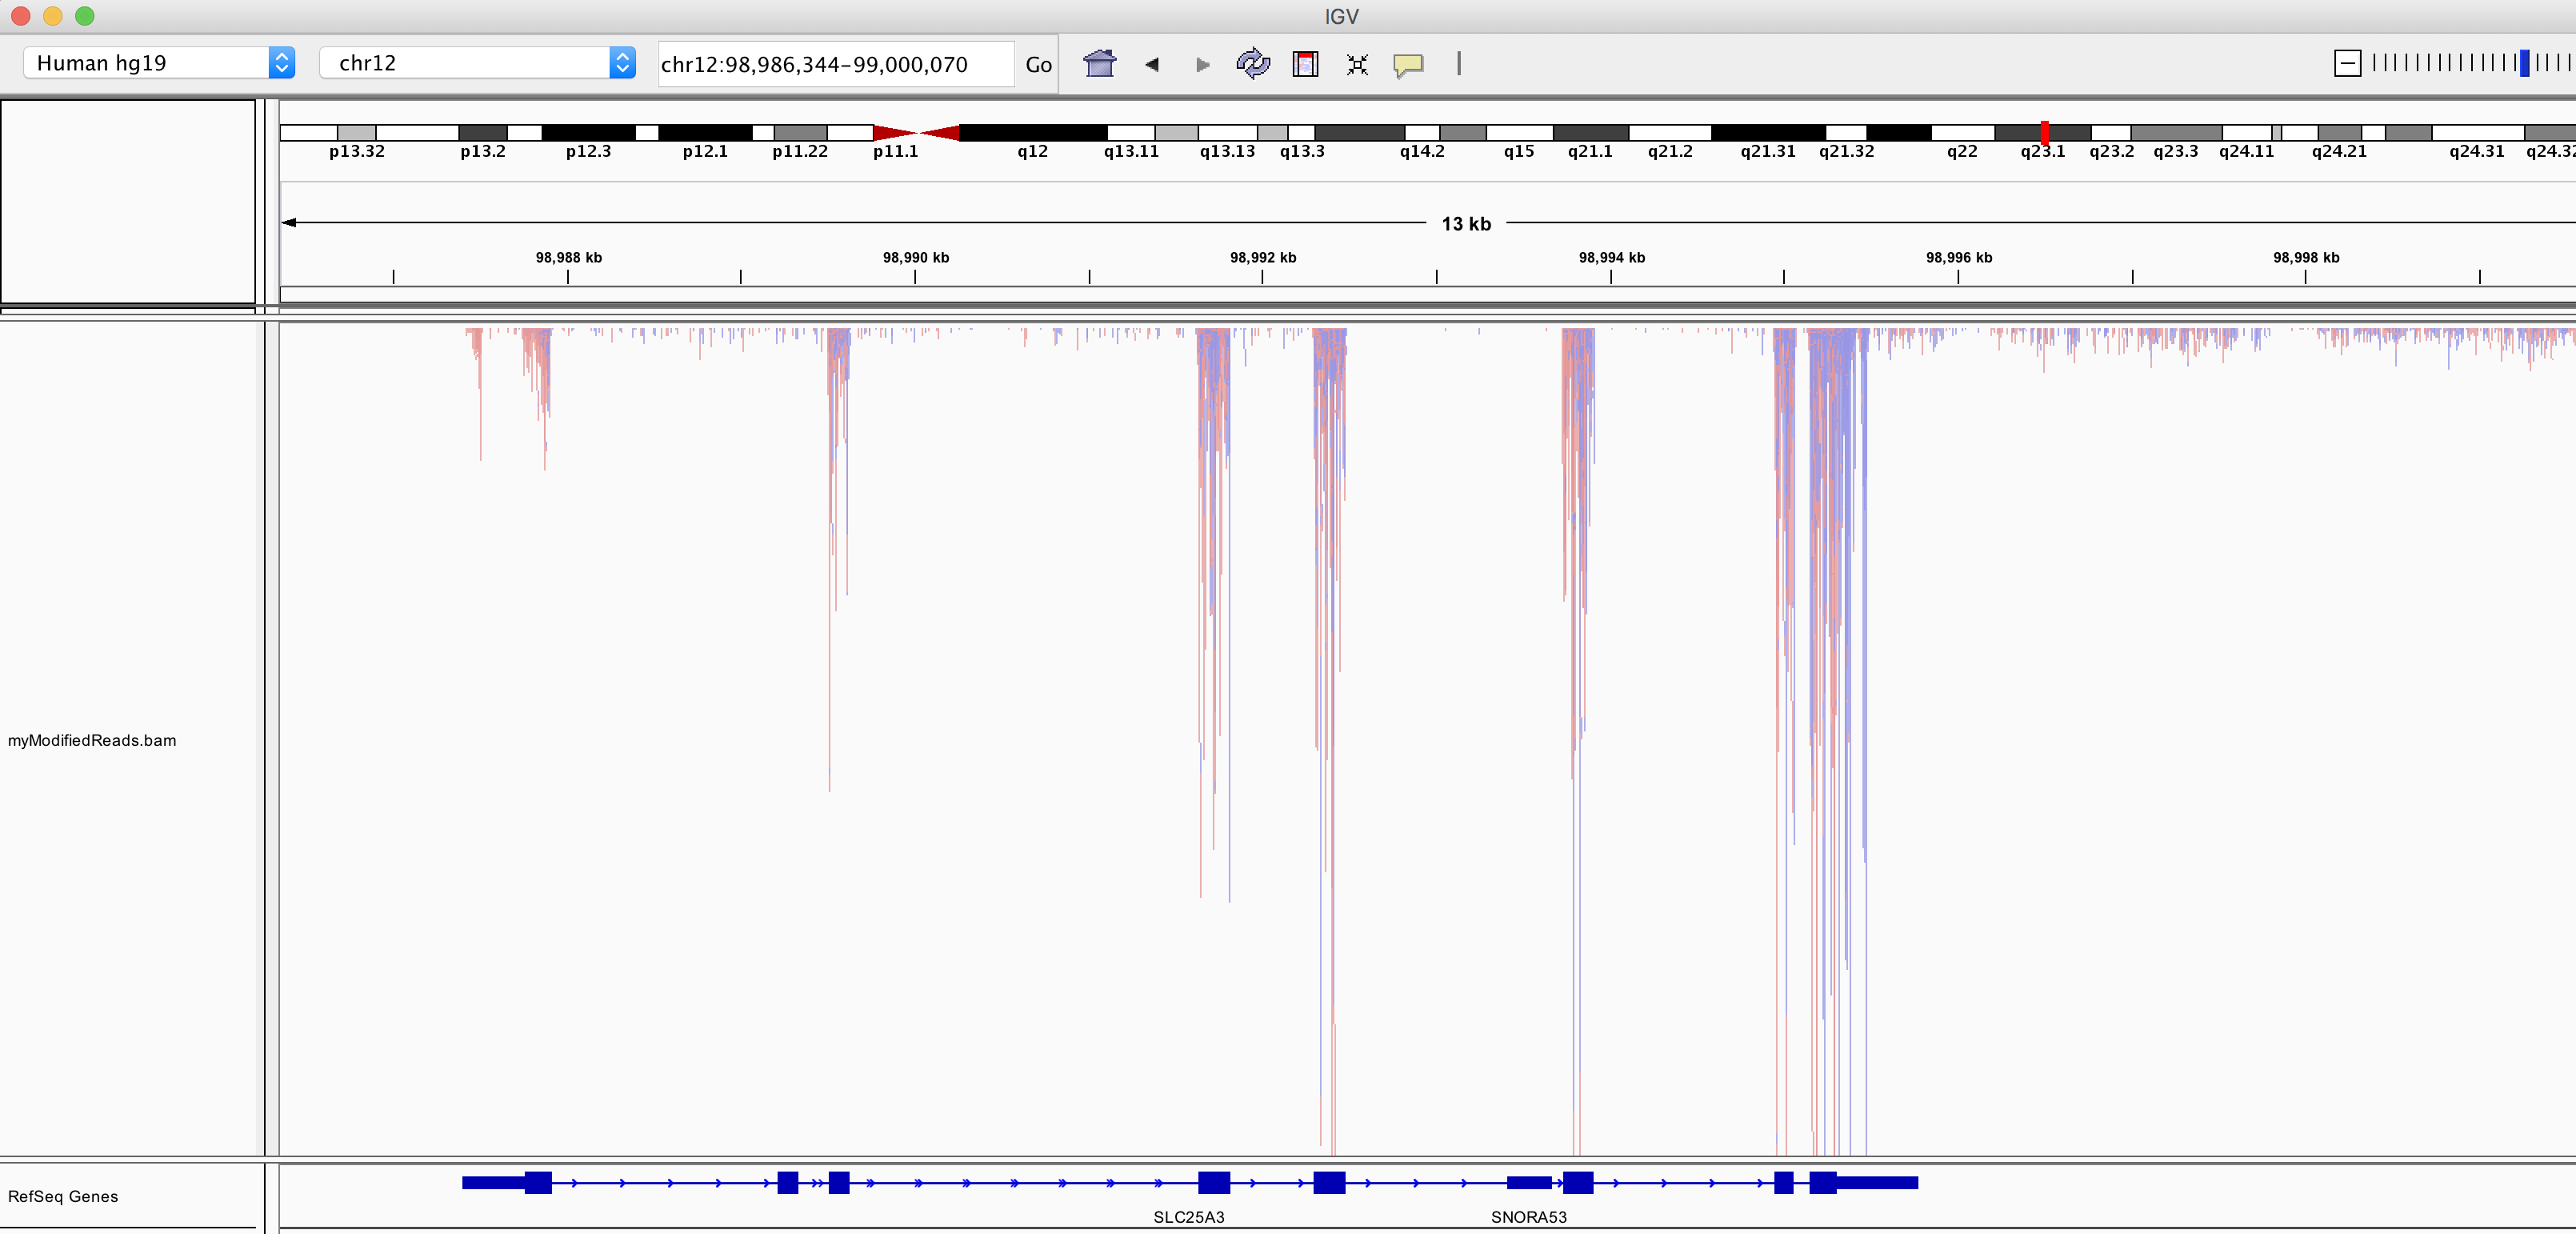 IGV
Human hg19 chr12 chr12:98,986,344-99,000,070 Go
p13.32 p13.2 p12.3 p12.1 p11.22 p11.1 q12 q13.11 q13.13 q13.3 q14.2 q15 q21.1 q21.2 q21.31 q21.32 q22 q23.1 q23.2 q23.3 q24.11 q24.21 q24.31 q24.32
13 kb
98,988 kb 98,990 kb 98,992 kb 98,994 kb 98,996 kb 98,998 kb
myModifiedReads.bam
RefSeq Genes
SLC25A3 SNORA53